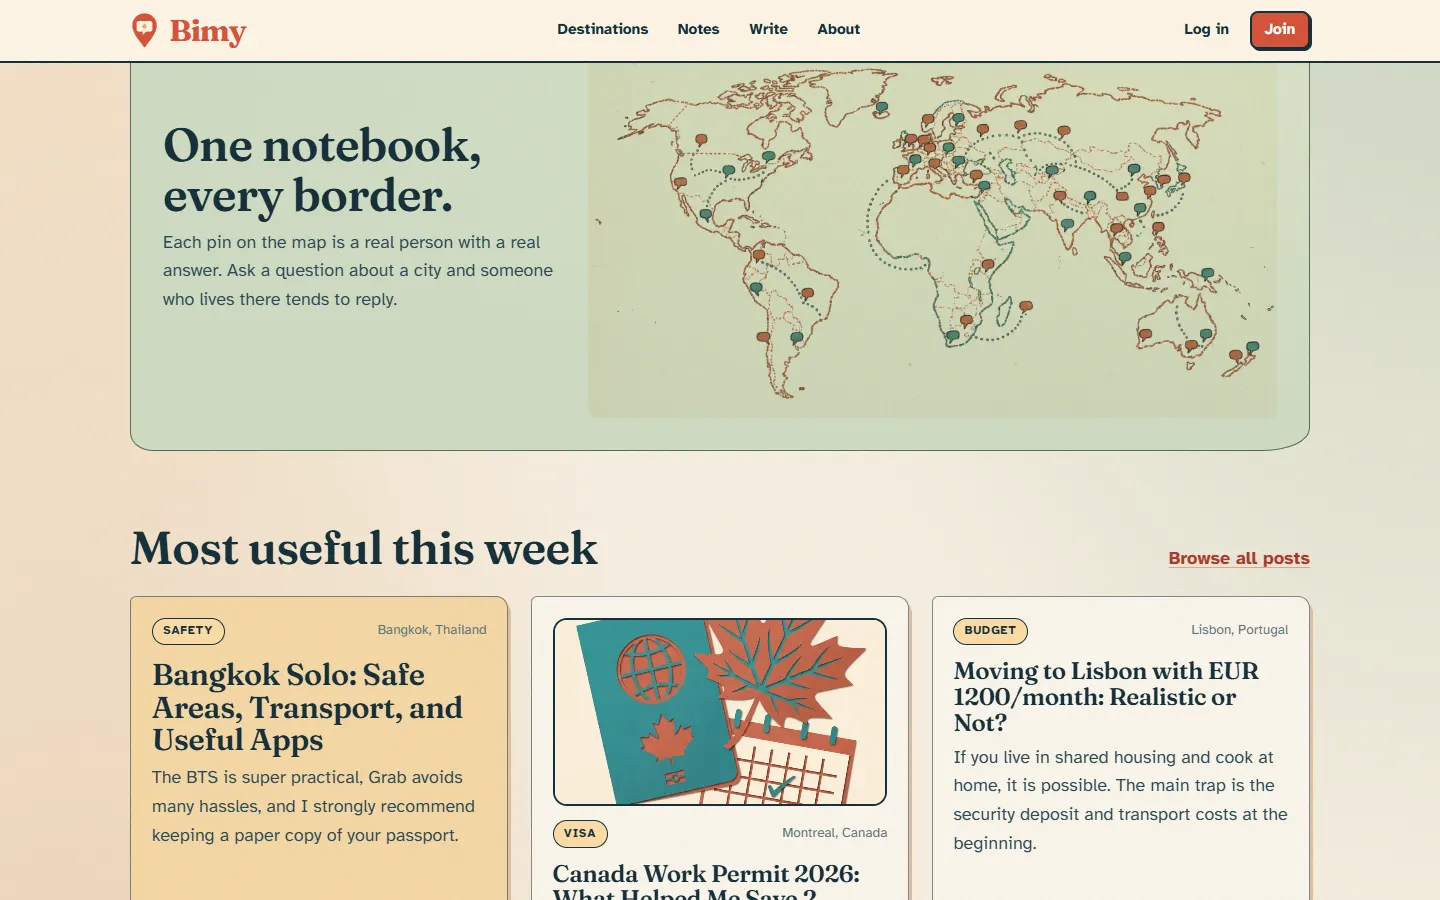 Bimy
Destinations
Notes
Write
About
Log in
Join
One notebook,
every border.
Each pin on the map is a real person with a real
answer. Ask a question about a city and someone
who lives there tends to reply.
Most useful this week
Browse all posts
SAFETY
Bangkok, Thailand
Bangkok Solo: Safe
Areas, Transport, and
Useful Apps
The BTS is super practical, Grab avoids
many hassles, and I strongly recommend
keeping a paper copy of your passport.
VISA
Montreal, Canada
Canada Work Permit 2026:
What Helped Me Save 2
BUDGET
Lisbon, Portugal
Moving to Lisbon with EUR
1200/month: Realistic or
Not?
If you live in shared housing and cook at
home, it is possible. The main trap is the
security deposit and transport costs at the
beginning.